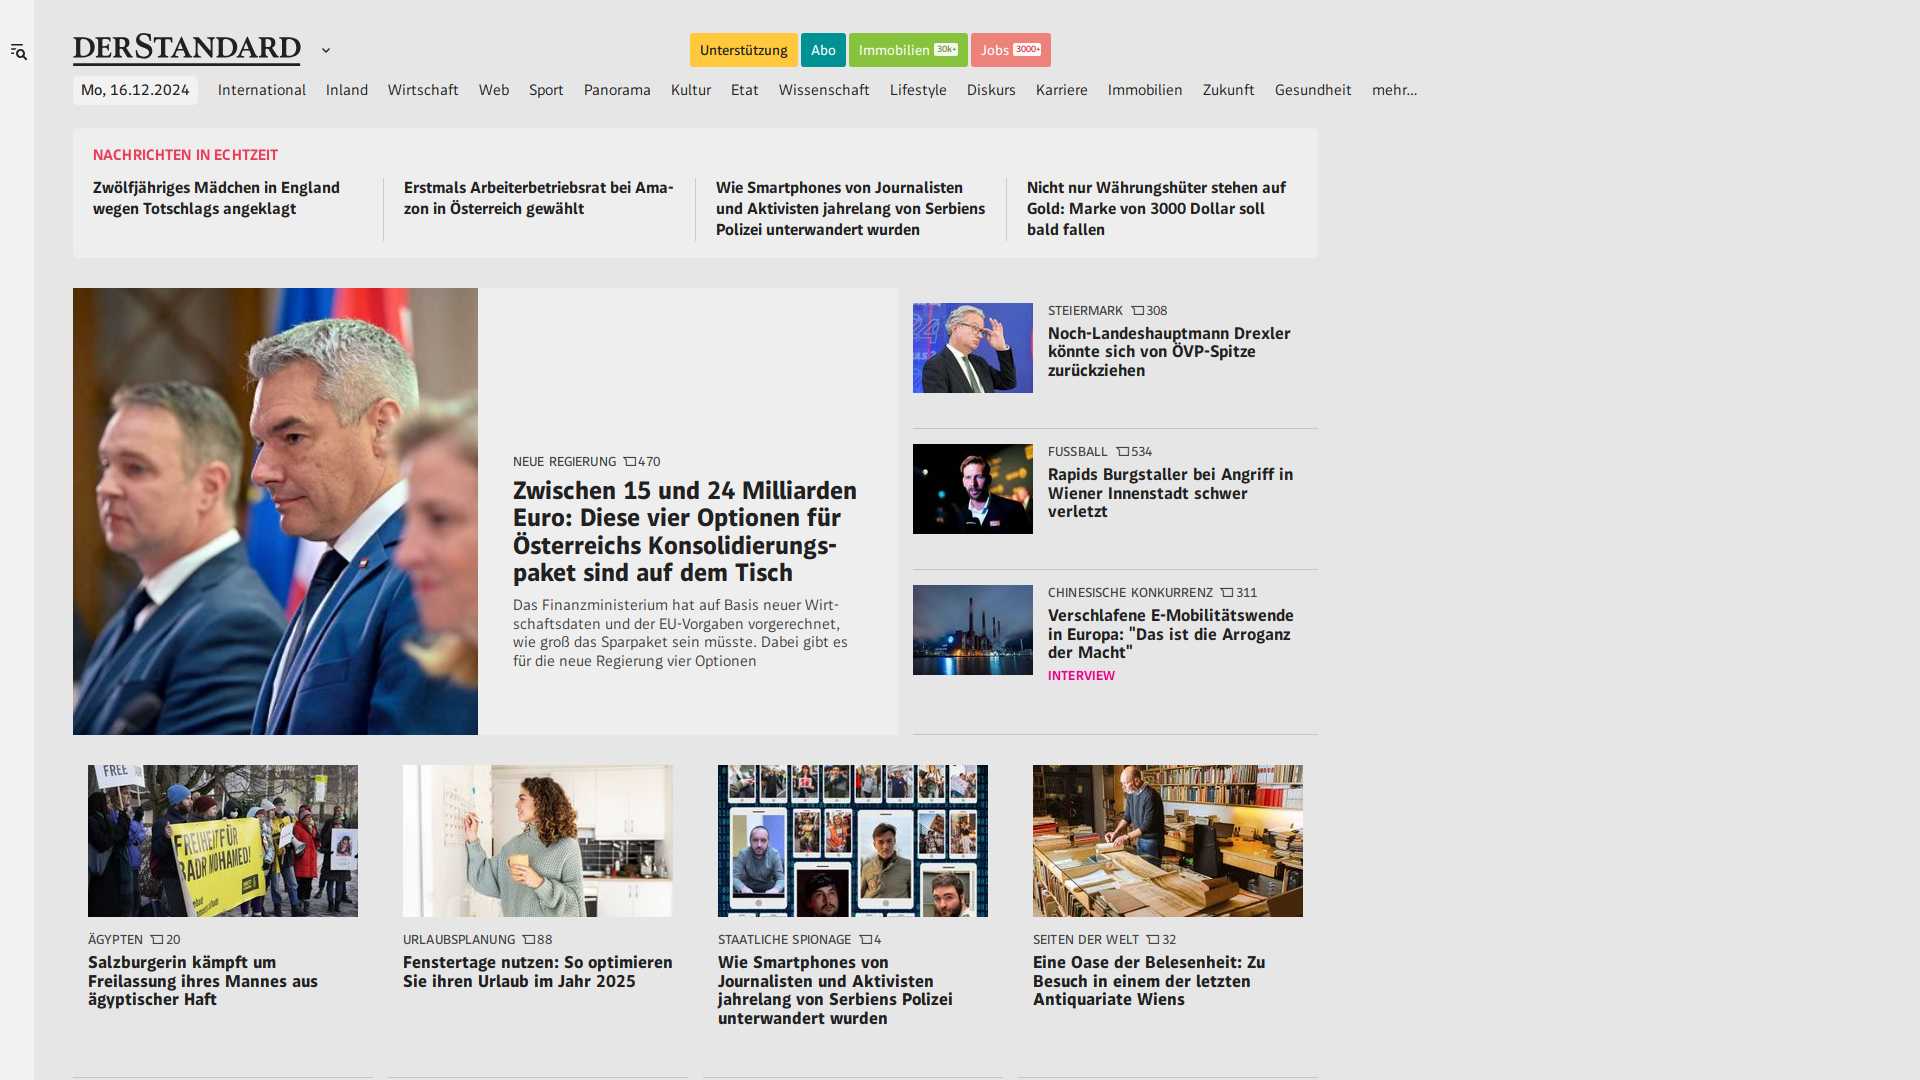 DERSTANDARD
Unterstützung Abo Immobilien 30k+ Jobs 3000+
Mo, 16.12.2024 International Inland Wirtschaft Web Sport Panorama Kultur Etat Wissenschaft Lifestyle Diskurs Karriere Immobilien Zukunft Gesundheit mehr...
NACHRICHTEN IN ECHTZEIT
Zwölfjähriges Mädchen in England
wegen Totschlags angeklagt
Erstmals Arbeiterbetriebsrat bei Ama-
zon in Österreich gewählt
Wie Smartphones von Journalisten
und Aktivisten jahrelang von Serbiens
Polizei unterwandert wurden
Nicht nur Währungshüter stehen auf
Gold: Marke von 3000 Dollar soll
bald fallen
NEUE REGIERUNG 470
Zwischen 15 und 24 Milliarden
Euro: Diese vier Optionen für
Österreichs Konsolidierungs-
paket sind auf dem Tisch
Das Finanzministerium hat auf Basis neuer Wirt-
schaftsdaten und der EU-Vorgaben vorgerechnet,
wie groß das Sparpaket sein müsste. Dabei gibt es
für die neue Regierung vier Optionen
STEIERMARK 308
Noch-Landeshauptmann Drexler
könnte sich von ÖVP-Spitze
zurückziehen
FUSSBALL 534
Rapids Burgstaller bei Angriff in
Wiener Innenstadt schwer
verletzt
CHINESISCHE KONKURRENZ 311
Verschlafene E-Mobilitätswende
in Europa: "Das ist die Arroganz
der Macht"
INTERVIEW
FREE
FREIHEIT FÜR
BADR MOHAMED!
ÄGYPTEN 20
Salzburgerin kämpft um
Freilassung ihres Mannes aus
ägyptischer Haft
URLAUBSPLANUNG 88
Fenstertage nutzen: So optimieren
Sie ihren Urlaub im Jahr 2025
STAATLICHE SPIONAGE 4
Wie Smartphones von
Journalisten und Aktivisten
jahrelang von Serbiens Polizei
unterwandert wurden
SEITEN DER WELT 32
Eine Oase der Belesenheit: Zu
Besuch in einem der letzten
Antiquariate Wiens